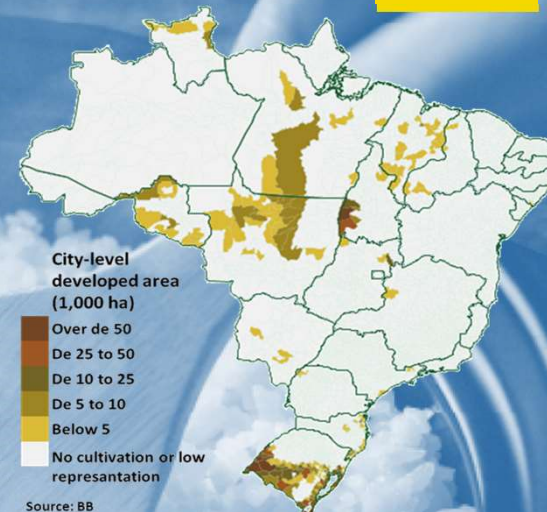 City-level
developed area
(1,000 ha)
Over de 50
De 25 to 50
De 10 to 25
De 5 to 10
Below 5
No cultivation or low
represantation
Source: BB